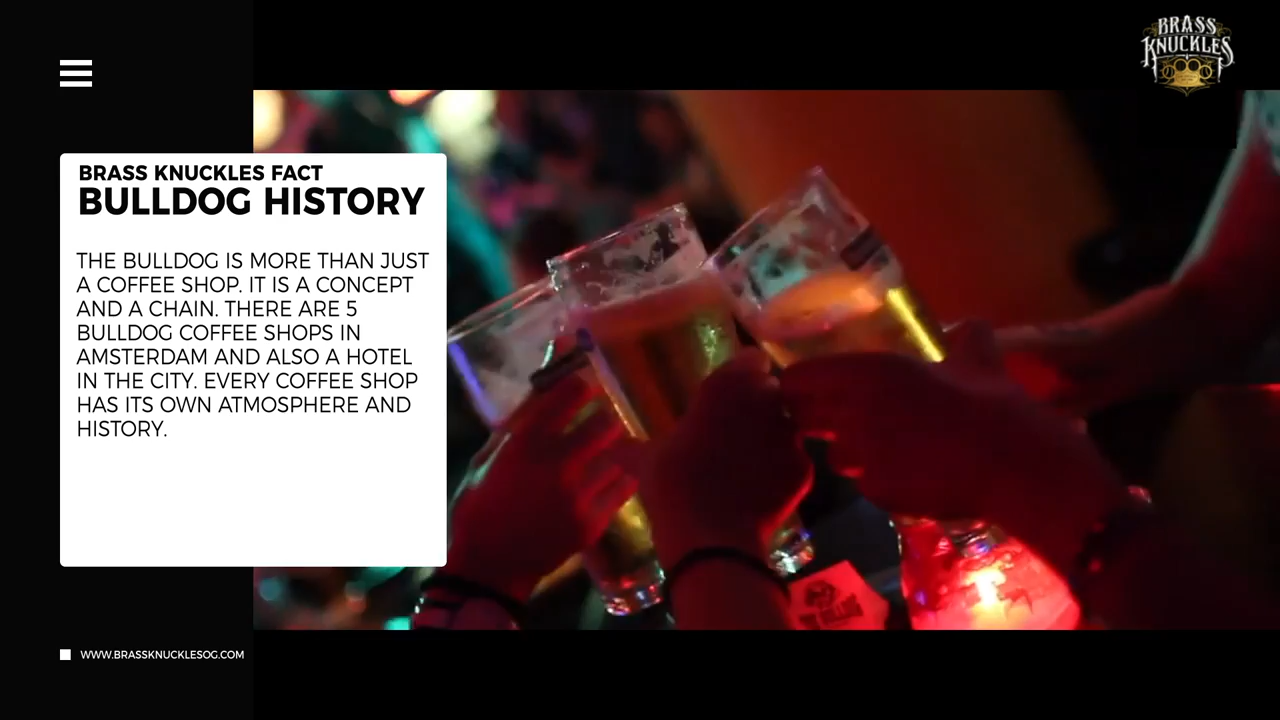 BRASS
KNUCKLES
BRASS KNUCKLES FACT
BULLDOG HISTORY
THE BULLDOG IS MORE THAN JUST
A COFFEE SHOP. IT IS A CONCEPT
AND A CHAIN. THERE ARE 5
BULLDOG COFFEE SHOPS IN
AMSTERDAM AND ALSO A HOTEL
IN THE CITY. EVERY COFFEE SHOP
HAS ITS OWN ATMOSPHERE AND
HISTORY.
WWW.BRASSKNUCKLESOG.COM